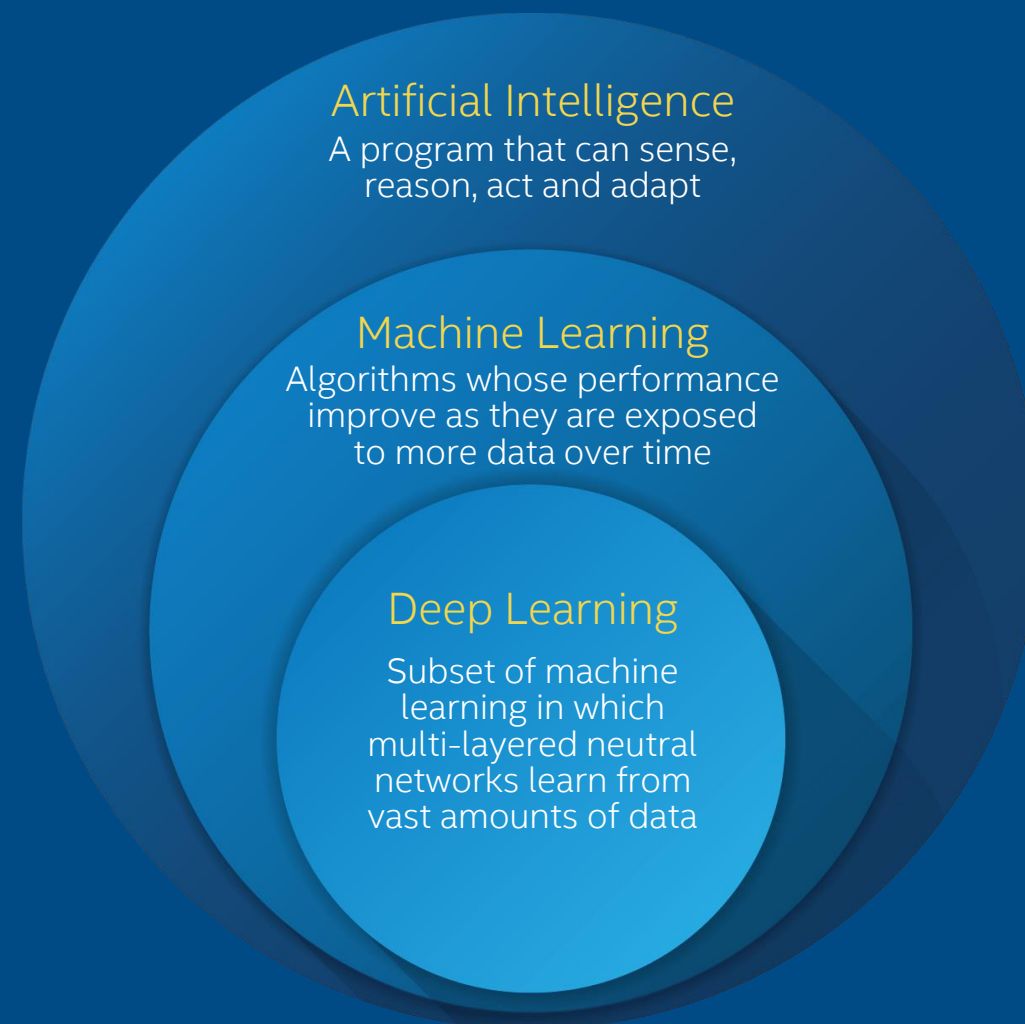 Artificial Intelligence
A program that can sense,
reason, act and adapt
Machine Learning
Algorithms whose performance
improve as they are exposed
to more data over time
Deep Learning
Subset of machine
learning in which
multi-layered neutral
networks learn from
vast amounts of data